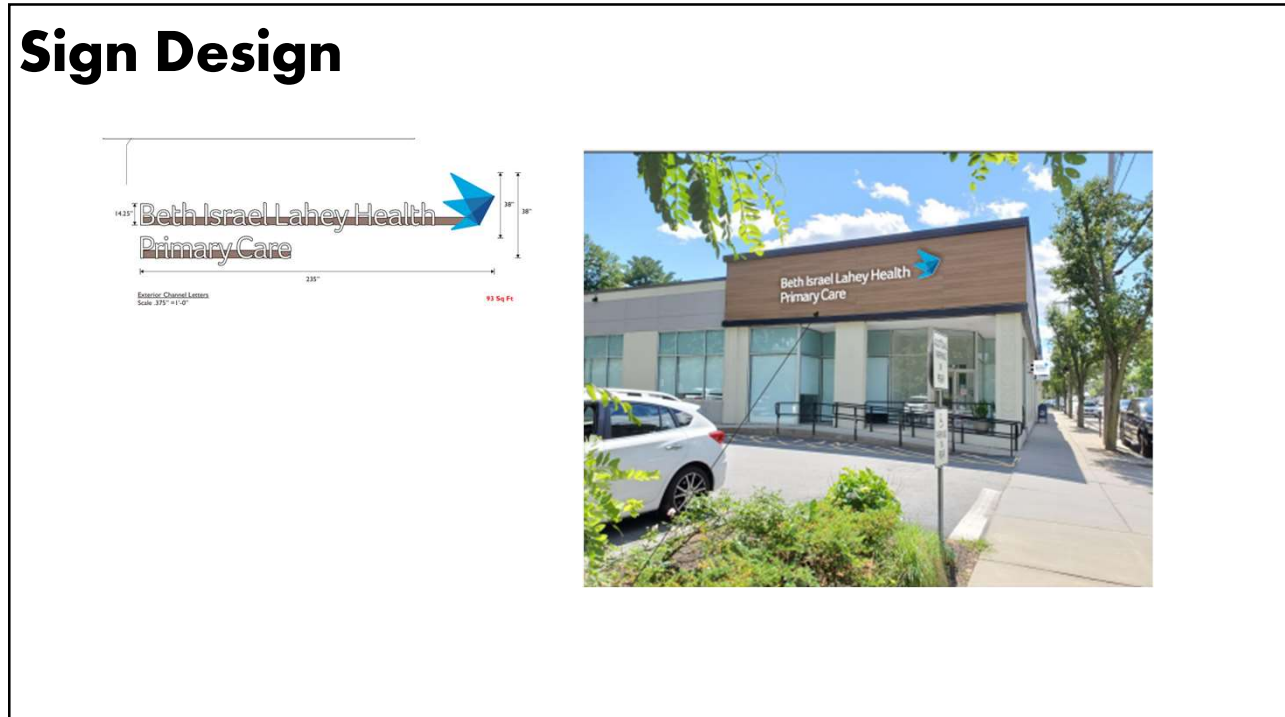 Sign Design
14.25"
Beth Israel Lahey Health
Primary Care
38"
38"
235"
Exterior Channel Letters
Scale .375" =1'-0"
93 Sq Ft
Beth Israel Lahey Health
Primary Care